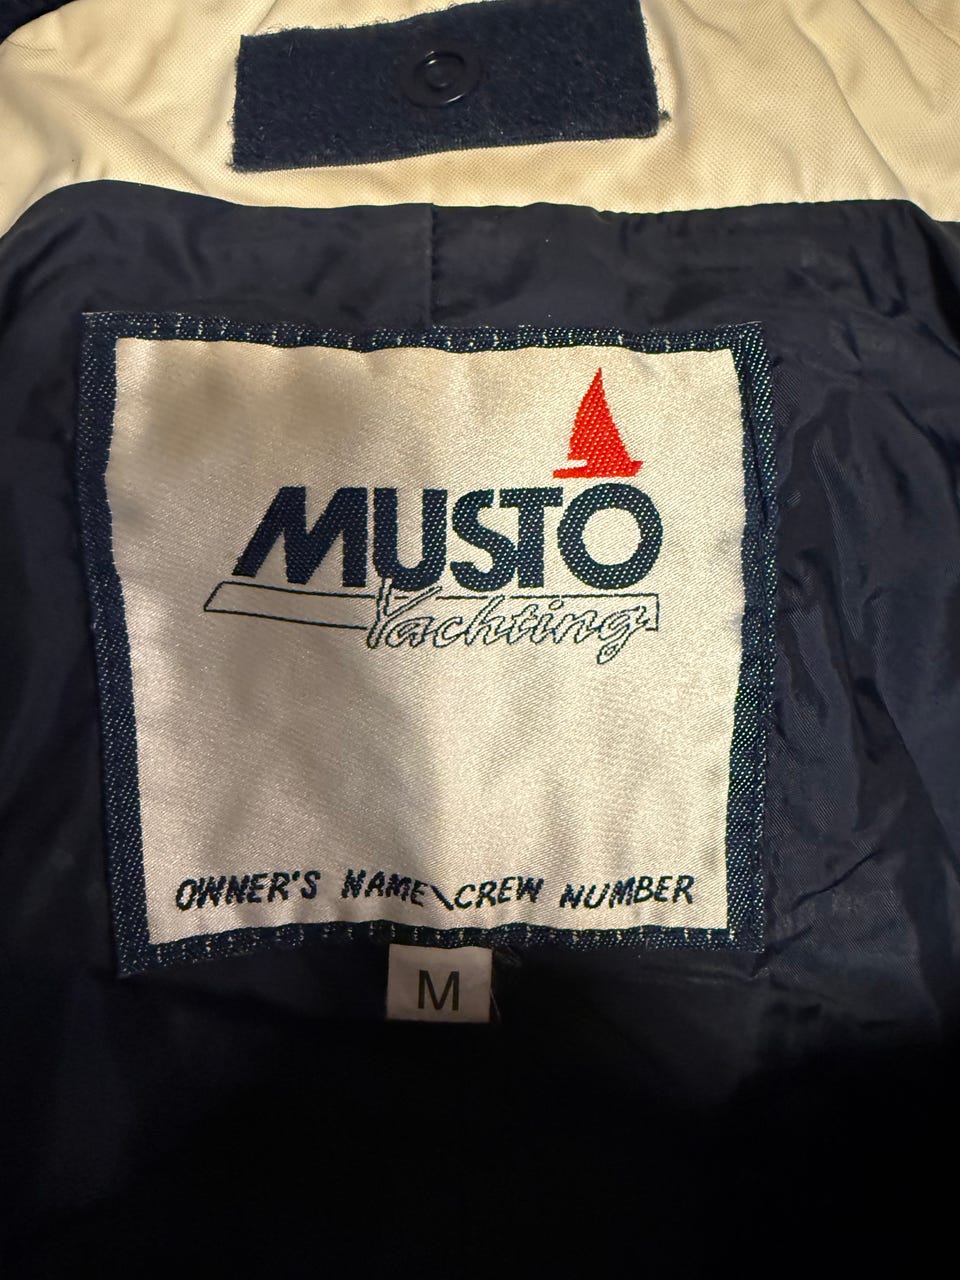 MUSTO
Yachting
OWNER'S NAME\CREW NUMBER
M